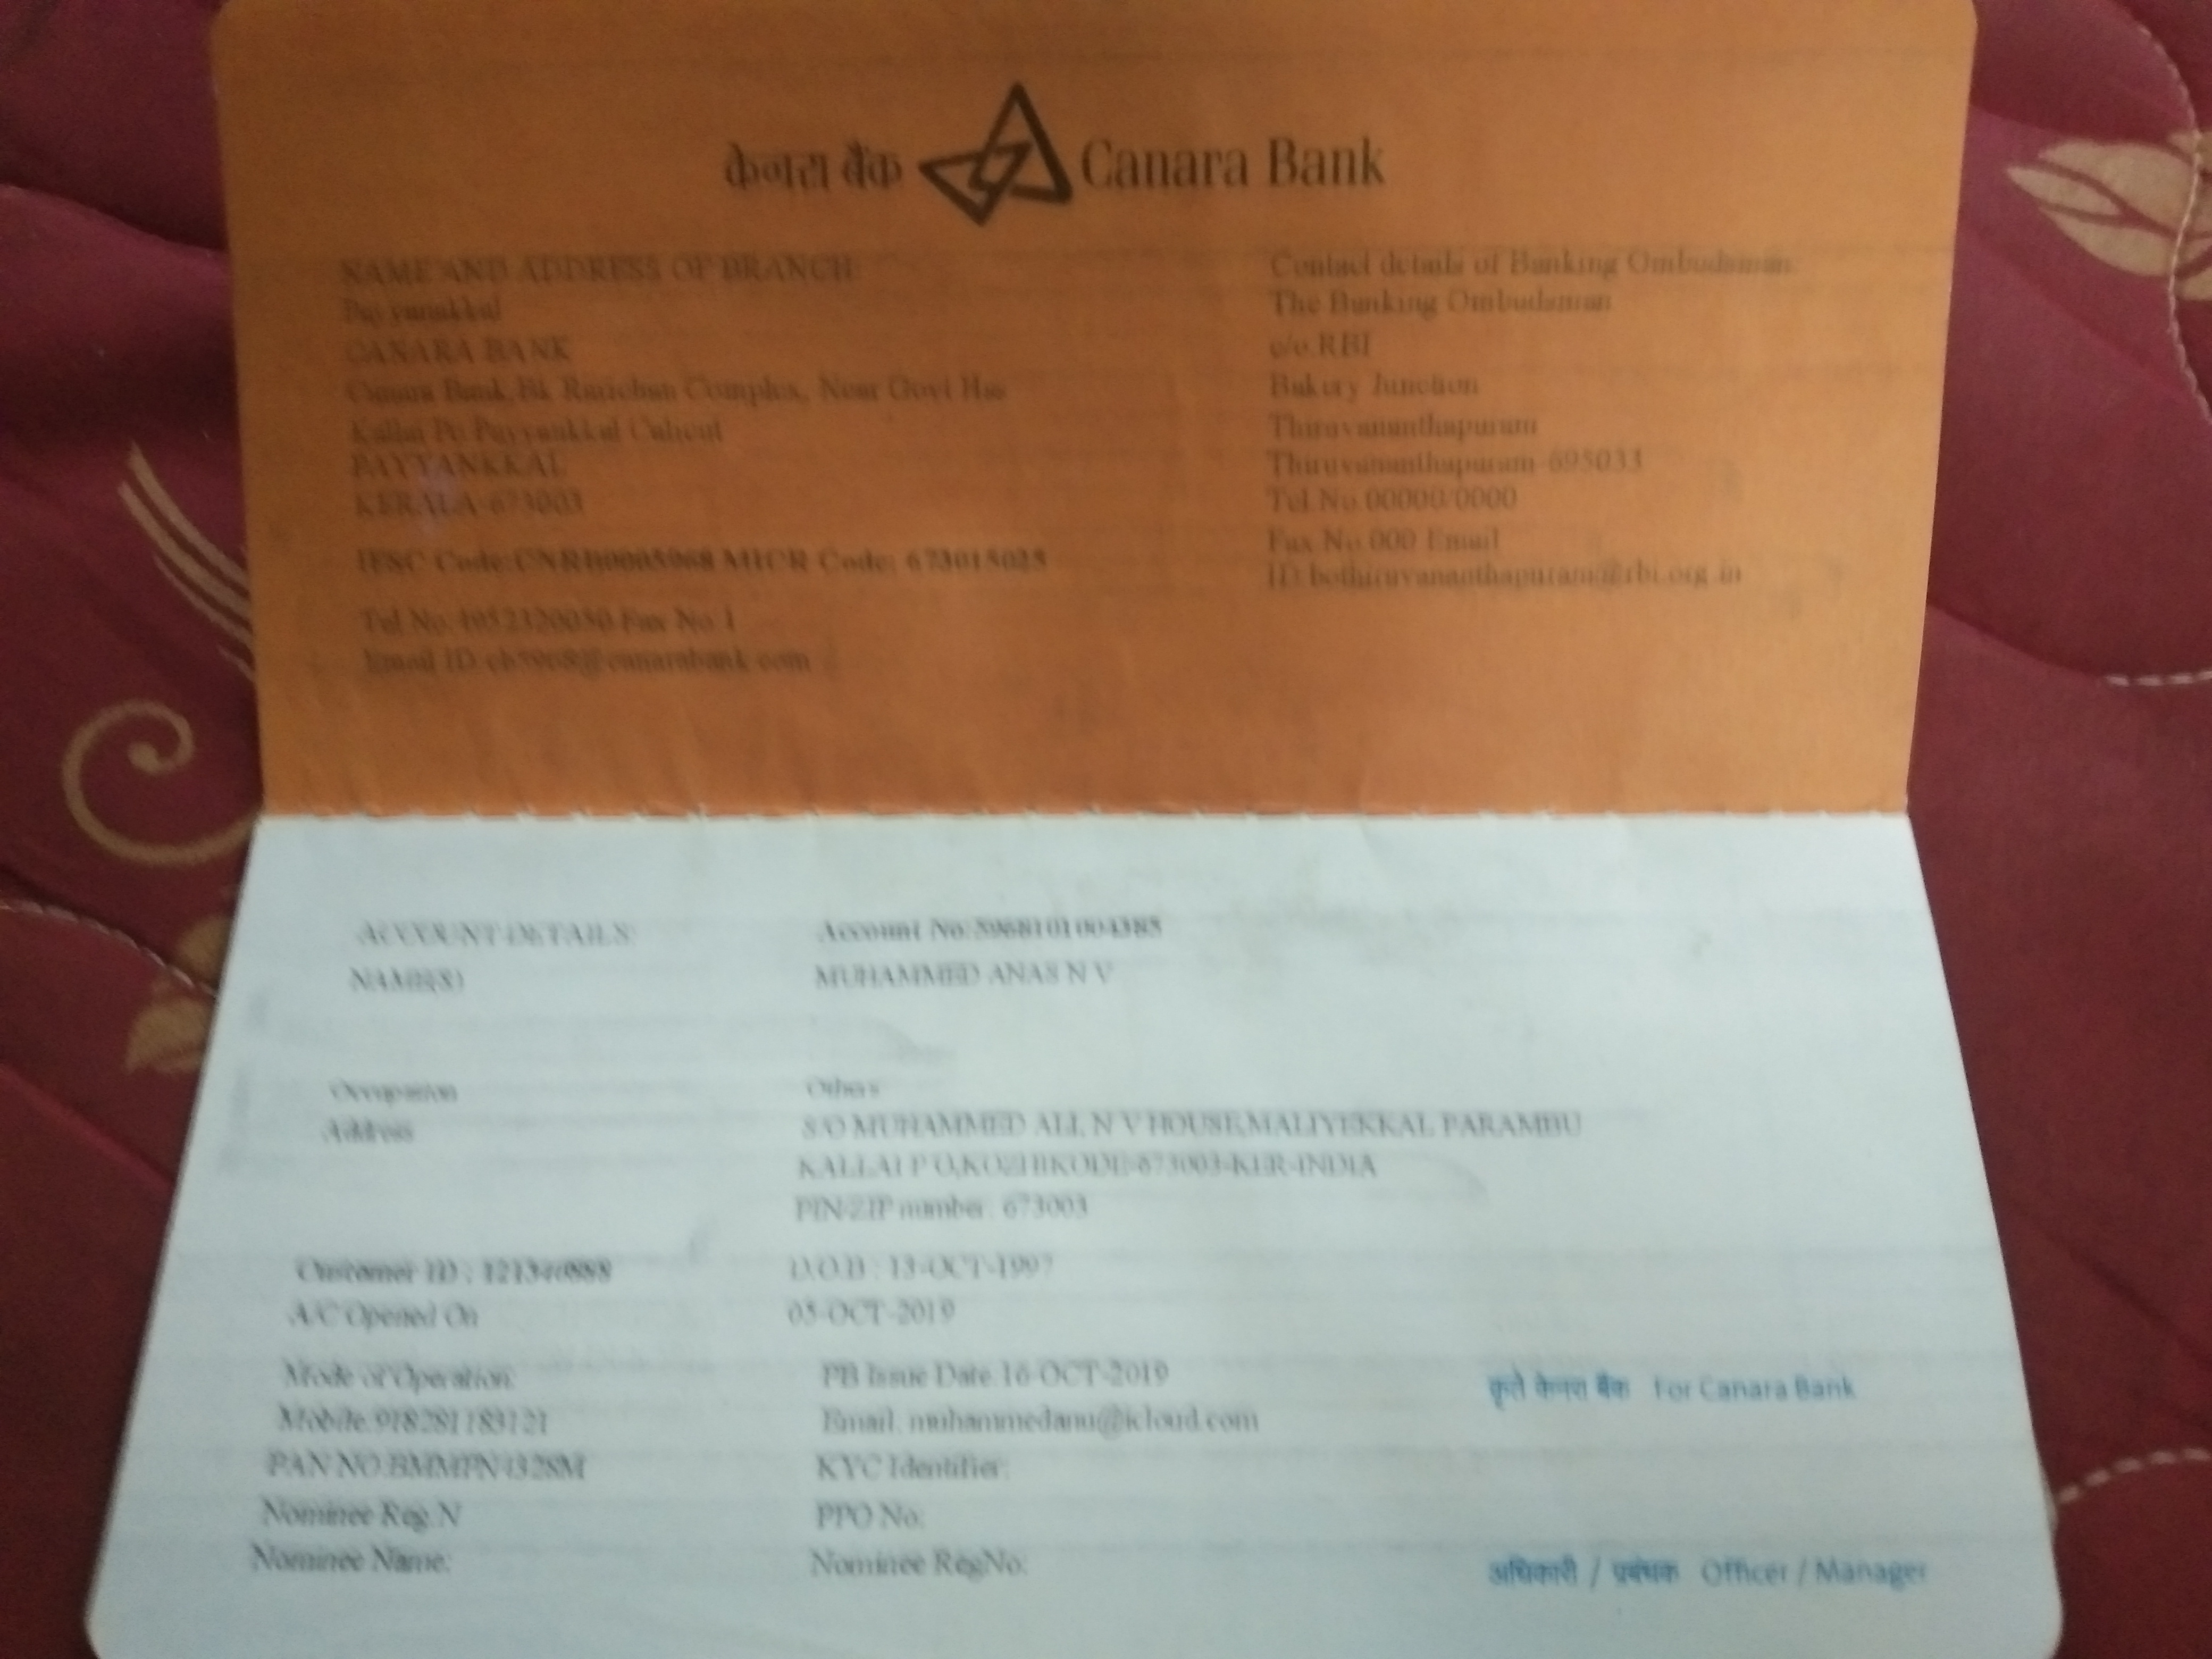 केनरा बैंक Canara Bank
NAME AND ADDRESS OF BRANCH:
Payyanakkal
CANARA BANK
Canara Bank, Complex, Near Govt Hss
Kallai Po Payyankkal Calicut
PAYYANKKAL
KERALA-673003
IFSC Code:CNRB0005968 MICR Code: 673015025
Tel No. Fax No.1
Email ID.cb5968@canarabank.com
Contact details of Banking Ombudsman:
The Banking Ombudsman
c/o RBI
Bakery Junction
Thiruvananthapuram
Thiruvananthapuram-695033
Tel.No.00000/0000
Fax No.000 Email
ID:bothiruvananthapuram@rbi.org.in
ACCOUNT DETAILS: Account No:5968101004385
NAME(S) MUHAMMED ANAS N V
Occupation Others
Address S/O MUHAMMED ALI, N V HOUSE,MALIYEKKAL PARAMBU
KALLAI P O,KOZHIKODE-673003-KER-INDIA
PIN/ZIP number: 673003
Customer ID : D.O.B : 13-OCT-1997
A/C Opened On 05-OCT-2019
Mode of Operation: PB Issue Date.16-OCT-2019
Mobile:918281183121 Email: muhammedanu@icloud.com
PAN NO:BMMPN4328M KYC Identifier:
Nominee Reg.N PPO No:
Nominee Name: Nominee RegNo:
कृते केनरा बैंक For Canara Bank
अधिकारी / प्रबंधक Officer / Manager